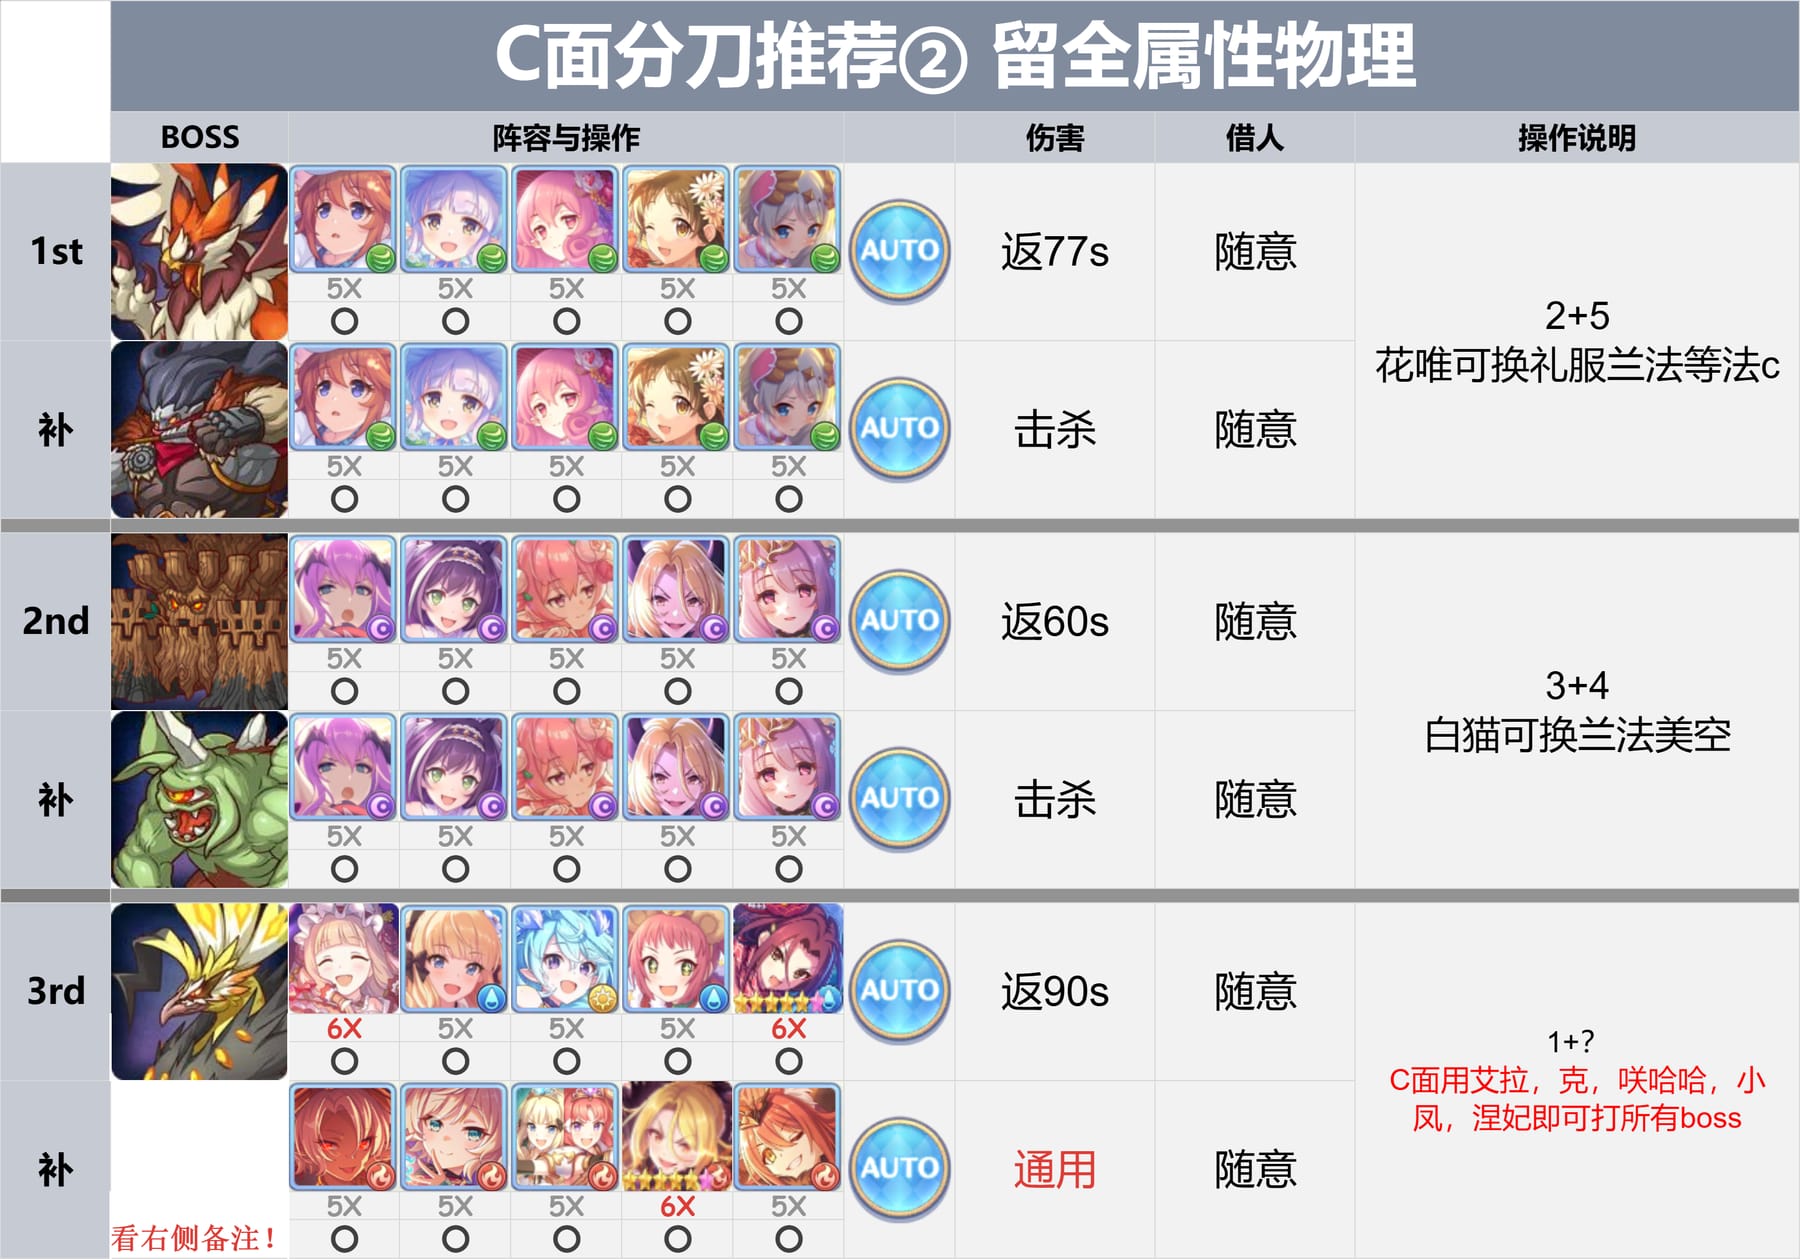 C面分刀推荐② 留全属性物理
BOSS 阵容与操作 伤害 借人 操作说明
1st AUTO 返77s 随意
5X 5X 5X 5X 5X
2+5
花唯可换礼服兰法等法c
补 AUTO 击杀 随意
5X 5X 5X 5X 5X
2nd AUTO 返60s 随意
5X 5X 5X 5X 5X
3+4
白猫可换兰法美空
补 AUTO 击杀 随意
5X 5X 5X 5X 5X
3rd AUTO 返90s 随意
6X 5X 5X 5X 6X
1+?
C面用艾拉，克，咲哈哈，小
凤，涅妃即可打所有boss
补 AUTO 通用 随意
5X 5X 5X 6X 5X
看右侧备注！